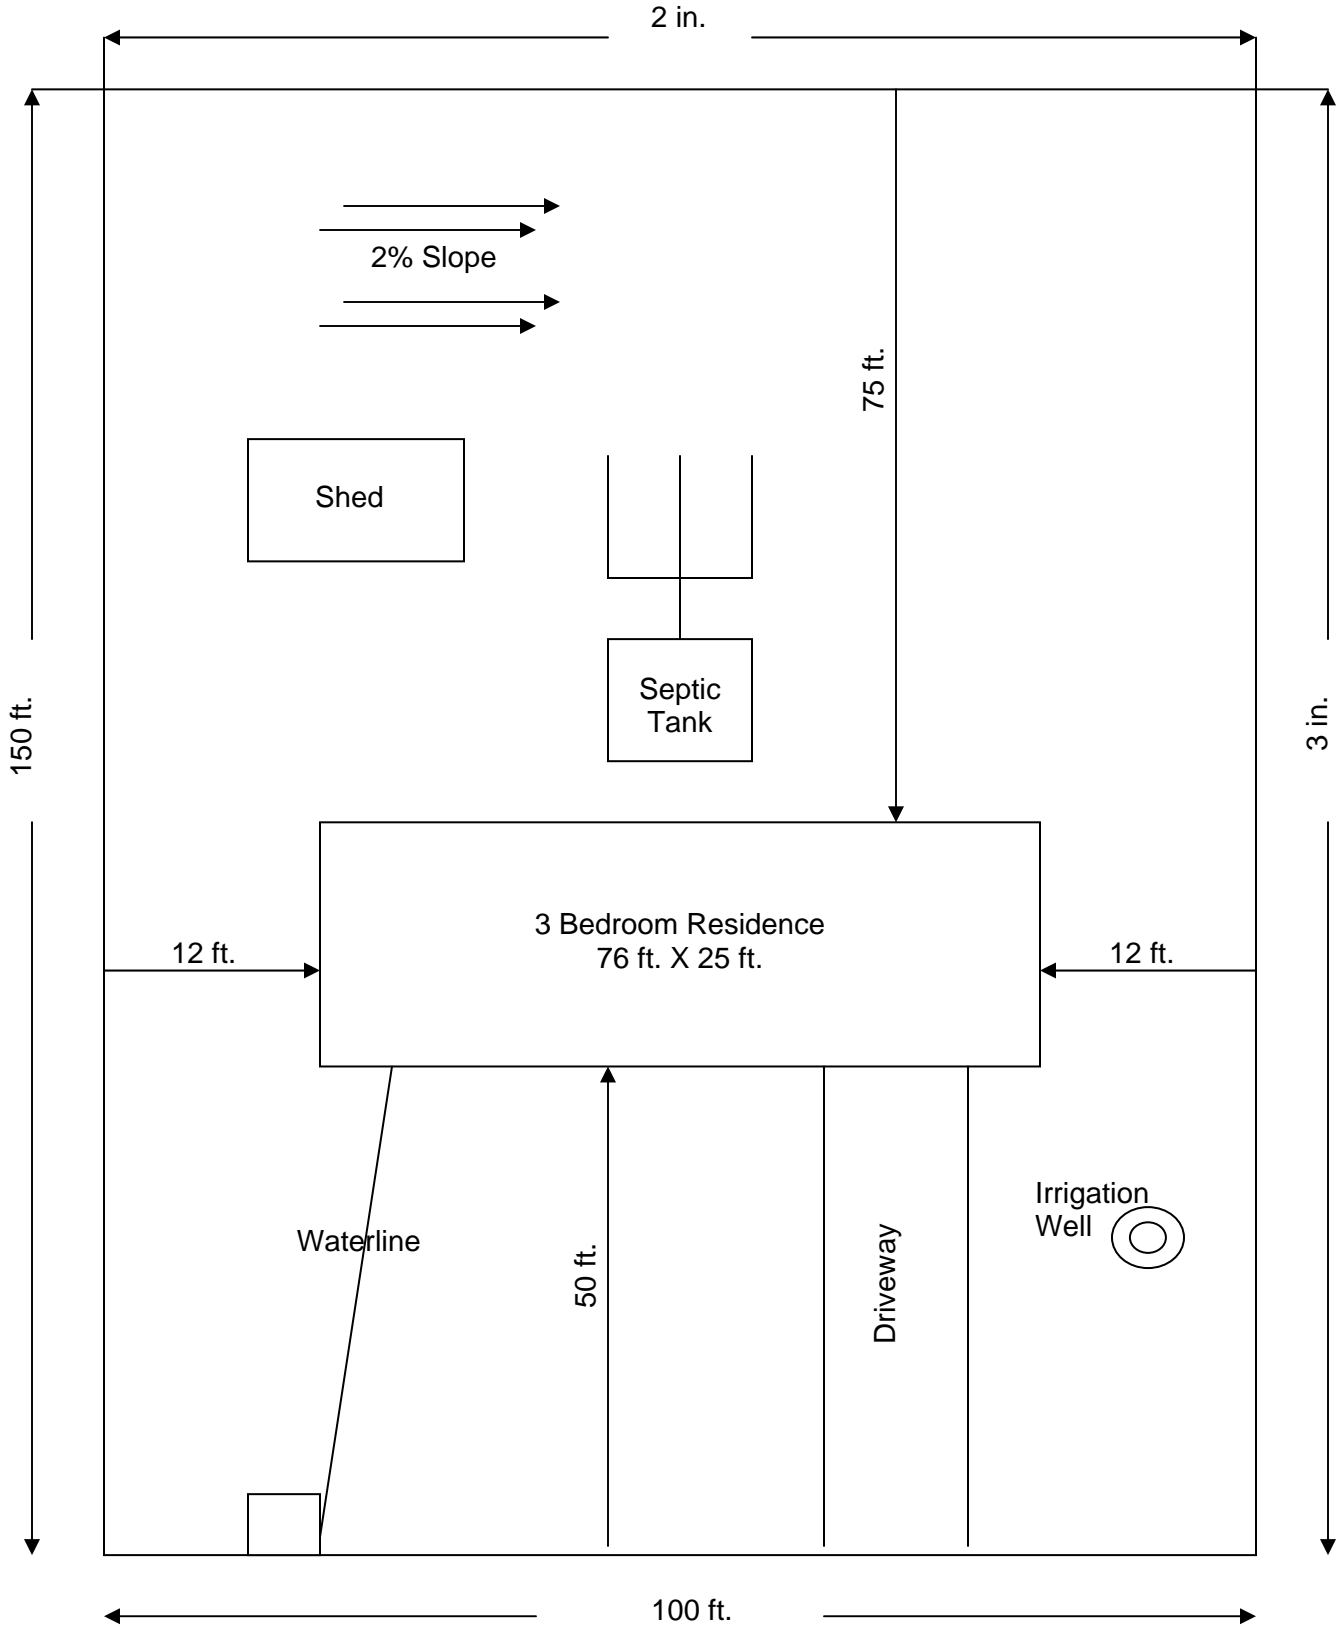 2 in.
2% Slope
75 ft.
Shed
Septic
Tank
150 ft.
3 in.
3 Bedroom Residence
76 ft. X 25 ft.
12 ft.
12 ft.
Irrigation
Well
Waterline
50 ft.
Driveway
100 ft.